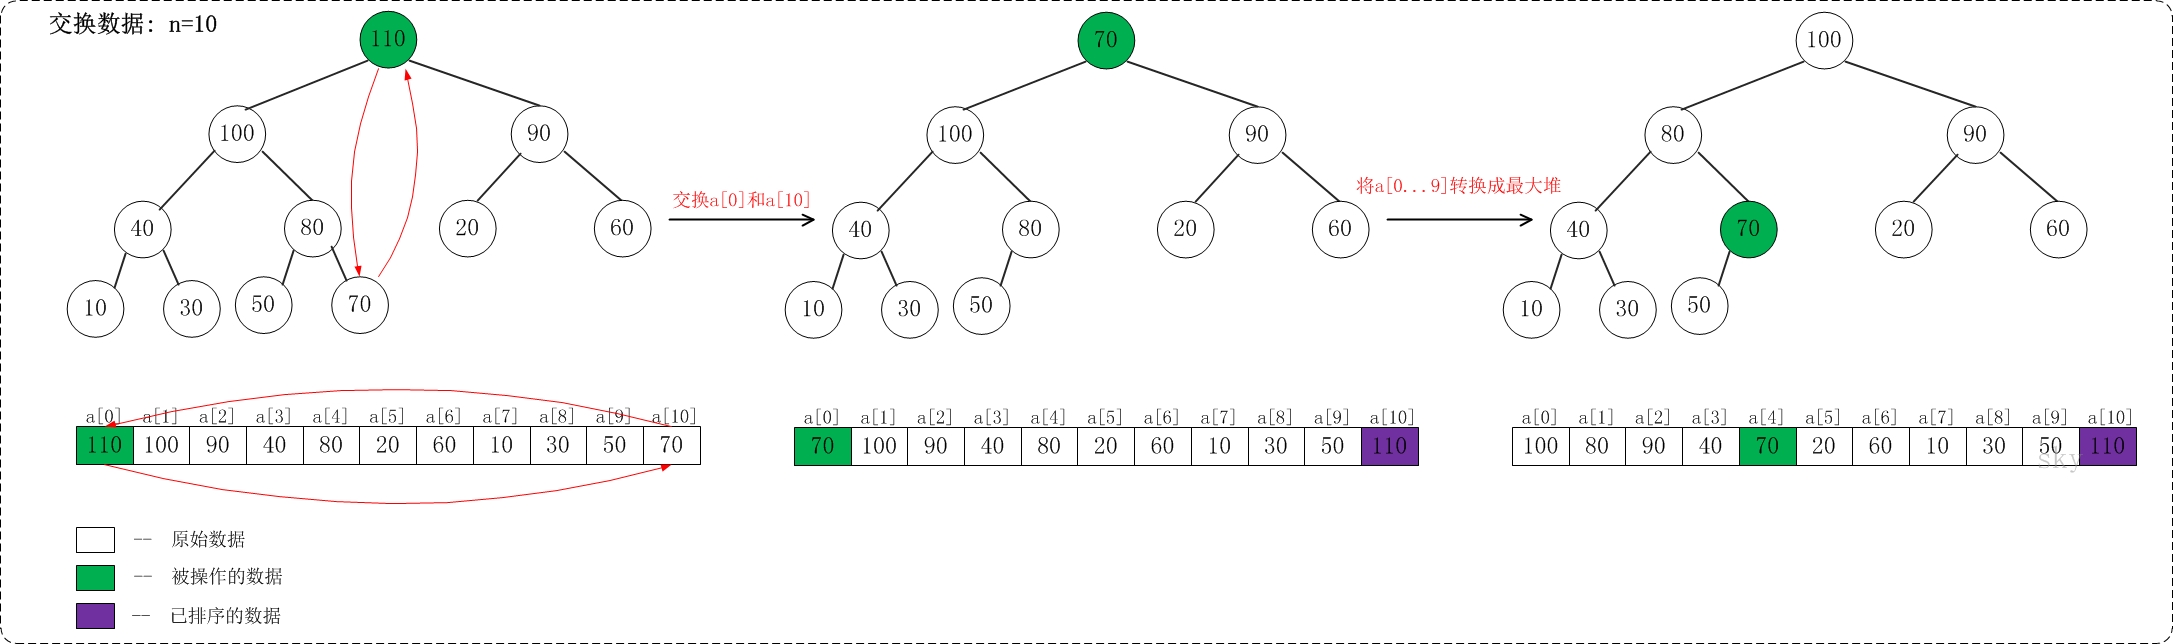 交换数据: n=10
110
100 90
40 80 20 60
10 30 50 70
交换a[0]和a[10]
70
100 90
40 80 20 60
10 30 50
将a[0...9]转换成最大堆
100
80 90
40 70 20 60
10 30 50
a[0] a[1] a[2] a[3] a[4] a[5] a[6] a[7] a[8] a[9] a[10]
110 100 90 40 80 20 60 10 30 50 70
a[0] a[1] a[2] a[3] a[4] a[5] a[6] a[7] a[8] a[9] a[10]
70 100 90 40 80 20 60 10 30 50 110
a[0] a[1] a[2] a[3] a[4] a[5] a[6] a[7] a[8] a[9] a[10]
100 80 90 40 70 20 60 10 30 50 110
sky
-- 原始数据
-- 被操作的数据
-- 已排序的数据